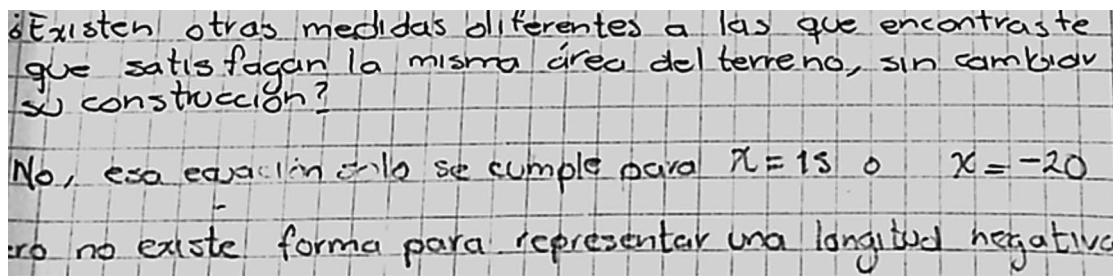 ¿Existen otras medidas diferentes a las que encontraste
que satisfagan la misma área del terreno, sin cambiar
su construcción?
No, esa ecuación solo se cumple para x = 15 o x = -20
ero no existe forma para representar una longitud negativa